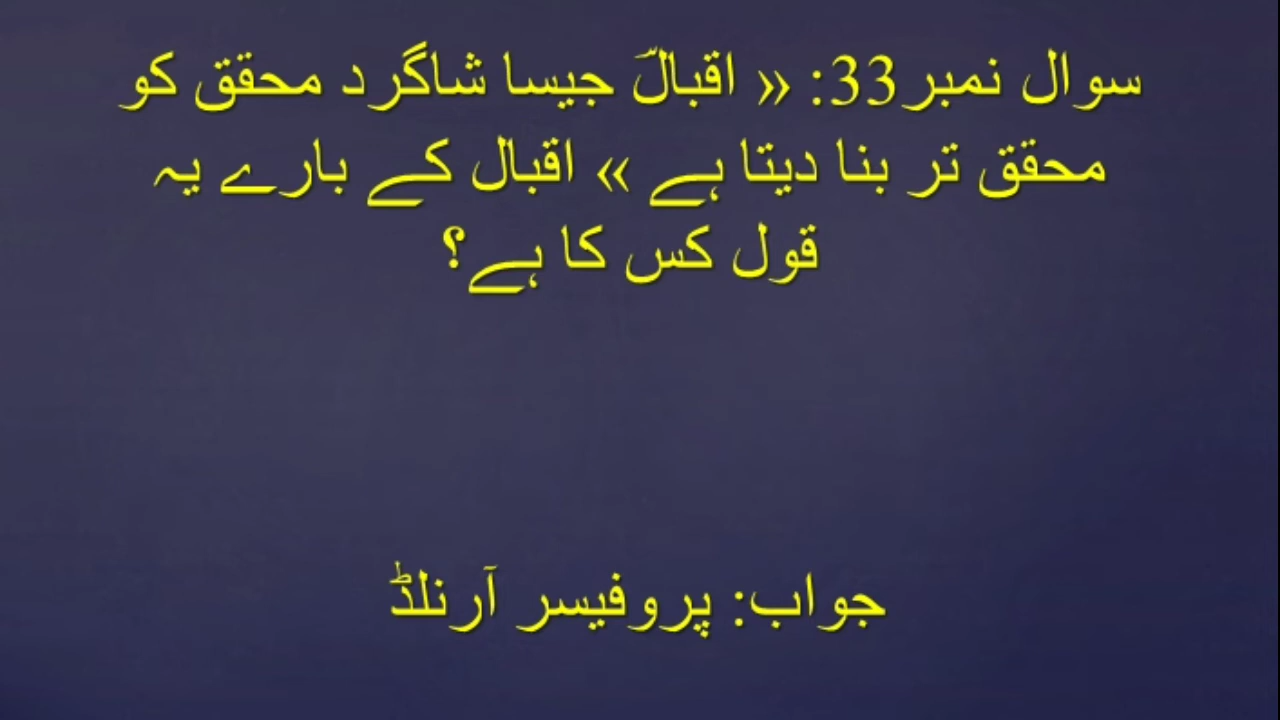 سوال نمبر33: « اقبالؔ جیسا شاگرد محقق کو
محقق تر بنا دیتا ہے » اقبال کے بارے یہ
قول کس کا ہے؟
جواب: پروفیسر آرنلڈ